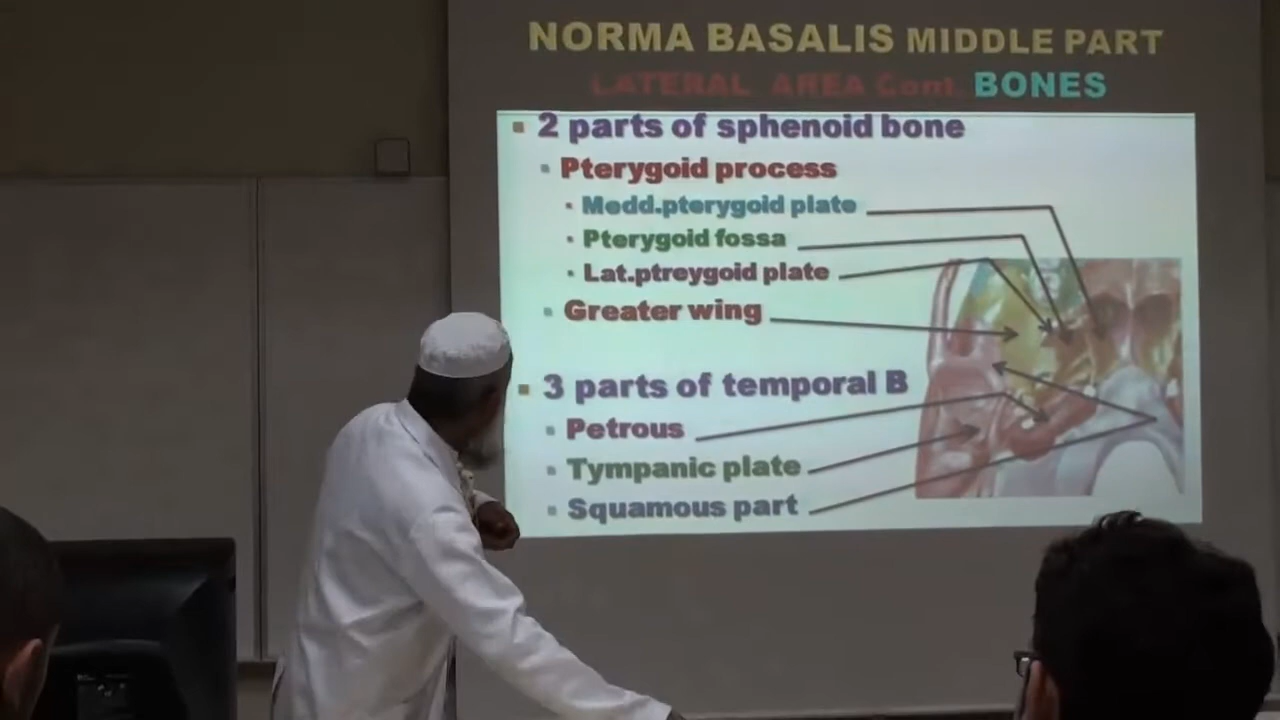 NORMA BASALIS MIDDLE PART
LATERAL AREA Cont. BONES
2 parts of sphenoid bone
Pterygoid process
Medd.pterygoid plate
Pterygoid fossa
Lat.ptreygoid plate
Greater wing
3 parts of temporal B
Petrous
Tympanic plate
Squamous part